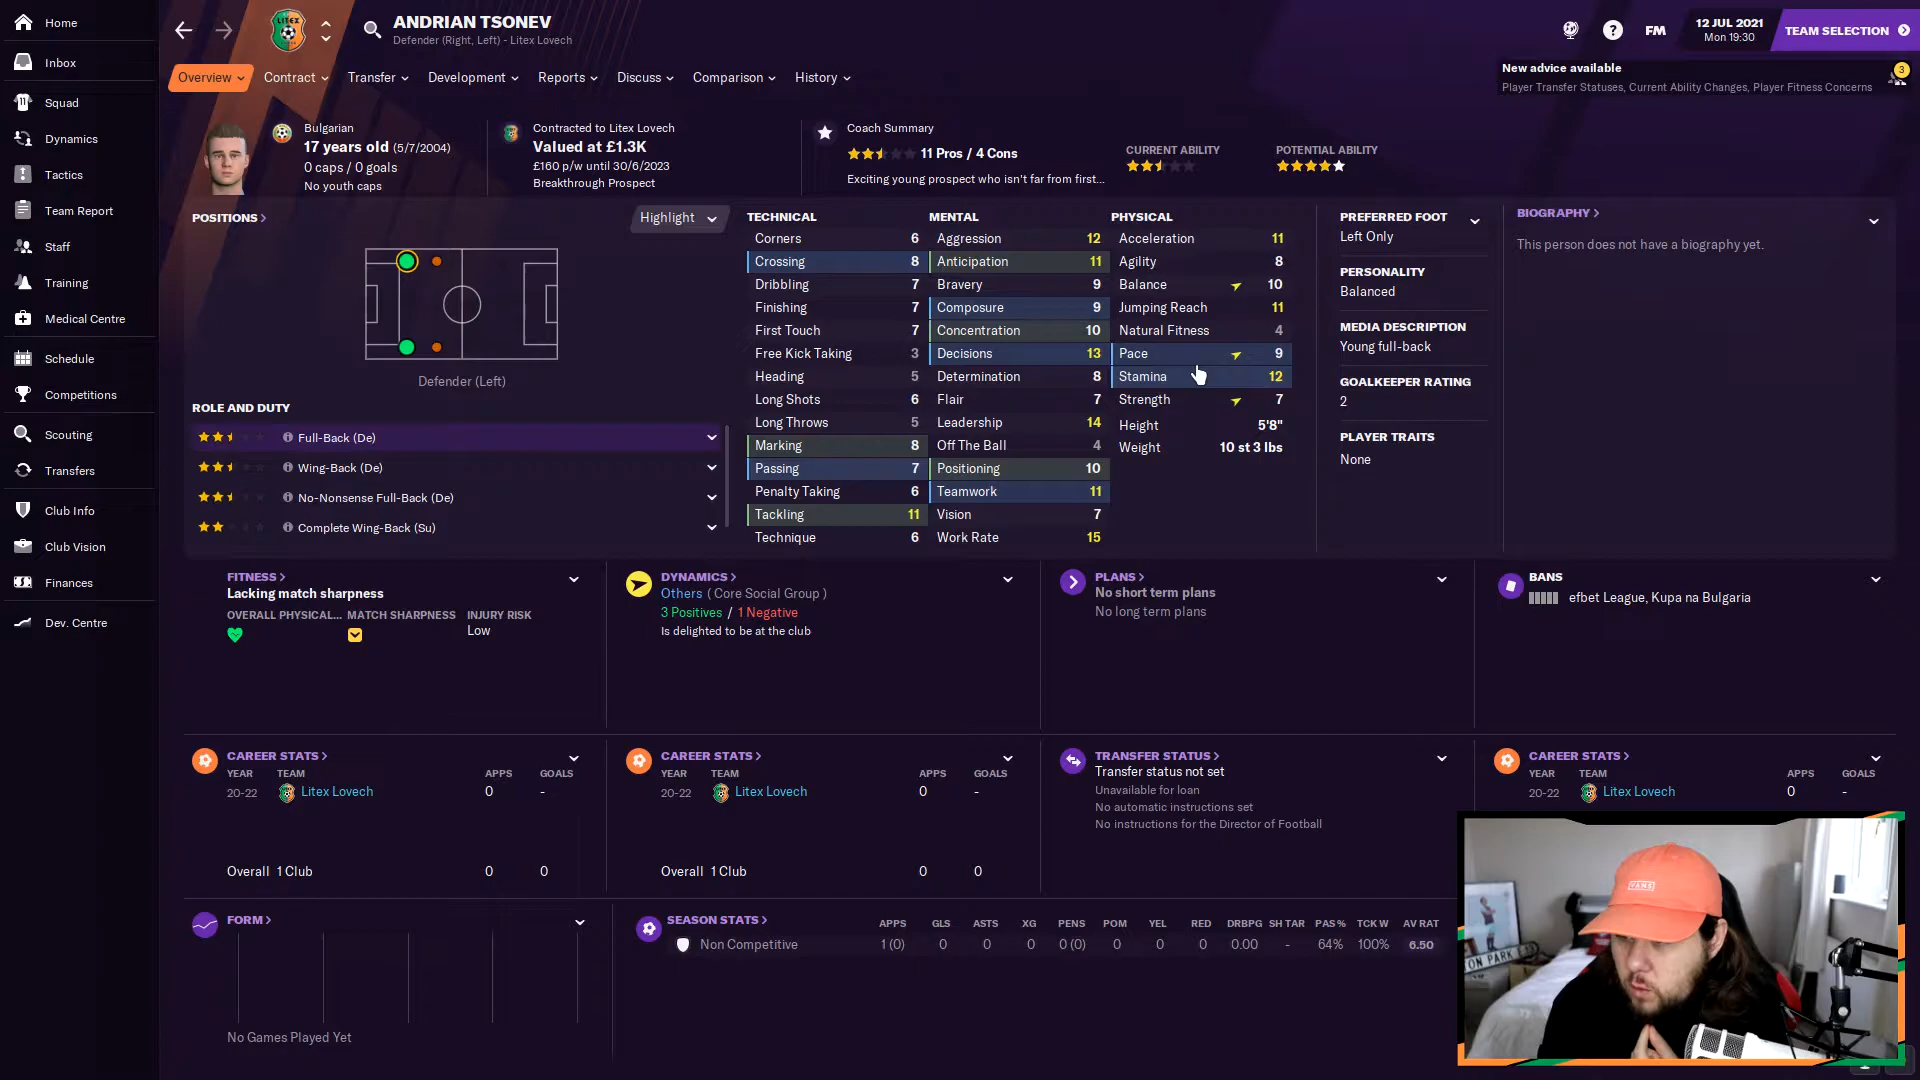 Home
Inbox
Squad
Dynamics
Tactics
Team Report
Staff
Training
Medical Centre
Schedule
Competitions
Scouting
Transfers
Club Info
Club Vision
Finances
Dev. Centre
LITEX
ANDRIAN TSONEV
Defender (Right, Left) - Litex Lovech
FM
12 JUL 2021
Mon 19:30
TEAM SELECTION
Overview
Contract
Transfer
Development
Reports
Discuss
Comparison
History
New advice available
Player Transfer Statuses, Current Ability Changes, Player Fitness Concerns
3
Bulgarian
17 years old (5/7/2004)
0 caps / 0 goals
No youth caps
Contracted to Litex Lovech
Valued at £1.3K
£160 p/w until 30/6/2023
Breakthrough Prospect
Coach Summary
11 Pros / 4 Cons
Exciting young prospect who isn't far from first...
CURRENT ABILITY
POTENTIAL ABILITY
POSITIONS
Highlight
Defender (Left)
ROLE AND DUTY
Full-Back (De)
Wing-Back (De)
No-Nonsense Full-Back (De)
Complete Wing-Back (Su)
TECHNICAL
Corners 6
Crossing 8
Dribbling 7
Finishing 7
First Touch 7
Free Kick Taking 3
Heading 5
Long Shots 6
Long Throws 5
Marking 8
Passing 7
Penalty Taking 6
Tackling 11
Technique 6
MENTAL
Aggression 12
Anticipation 11
Bravery 9
Composure 9
Concentration 10
Decisions 13
Determination 8
Flair 7
Leadership 14
Off The Ball 4
Positioning 10
Teamwork 11
Vision 7
Work Rate 15
PHYSICAL
Acceleration 11
Agility 8
Balance 10
Jumping Reach 11
Natural Fitness 4
Pace 9
Stamina 12
Strength 7
Height 5'8"
Weight 10 st 3 lbs
PREFERRED FOOT
Left Only
PERSONALITY
Balanced
MEDIA DESCRIPTION
Young full-back
GOALKEEPER RATING
2
PLAYER TRAITS
None
BIOGRAPHY
This person does not have a biography yet.
FITNESS
Lacking match sharpness
OVERALL PHYSICAL... MATCH SHARPNESS INJURY RISK
Low
DYNAMICS
Others ( Core Social Group )
3 Positives / 1 Negative
Is delighted to be at the club
PLANS
No short term plans
No long term plans
BANS
efbet League, Kupa na Bulgaria
CAREER STATS
YEAR TEAM APPS GOALS
20-22 Litex Lovech 0 -
Overall 1 Club 0 0
CAREER STATS
YEAR TEAM APPS GOALS
20-22 Litex Lovech 0 -
Overall 1 Club 0 0
TRANSFER STATUS
Transfer status not set
Unavailable for loan
No automatic instructions set
No instructions for the Director of Football
CAREER STATS
YEAR TEAM APPS GOALS
20-22 Litex Lovech 0 -
FORM
No Games Played Yet
SEASON STATS APPS GLS ASTS XG PENS POM YEL RED DRBPG SH TAR PAS % TCK W AV RAT
Non Competitive 1 (0) 0 0 0 0 (0) 0 0 0 0.00 - 64% 100% 6.50
VANS